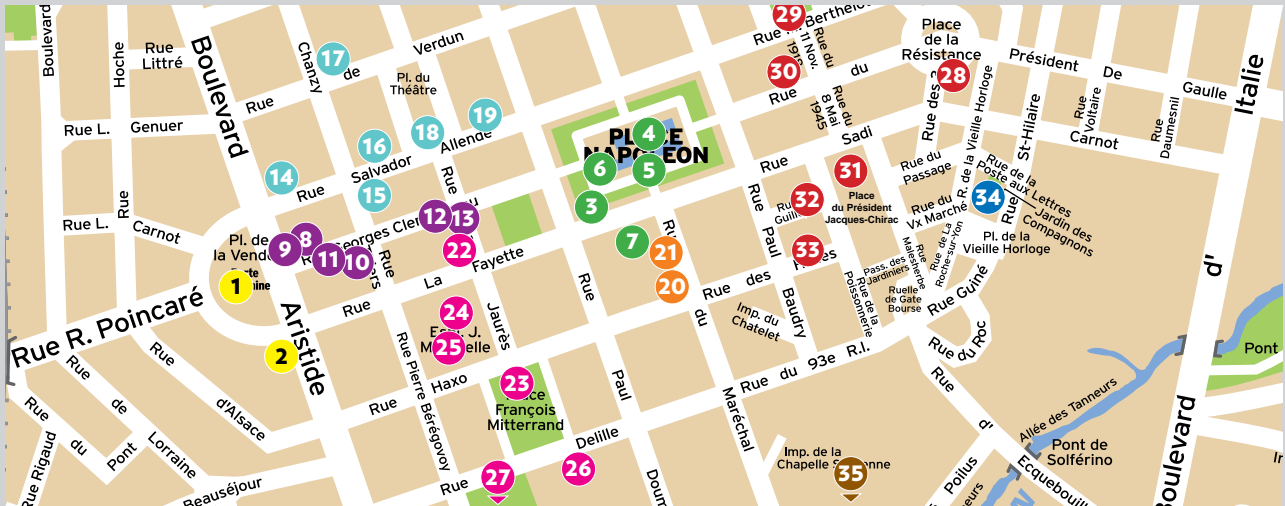 Boulevard
Hoche
Rue
Littré
Boulevard
Chanzy
17
de
Verdun
Pl. du
Théâtre
Rue
29
Rue
Berthelot
11 Nov.
1918
Rue du
8 Mai
1945
Rue du
30
Rue
du
Place
de la
Résistance
28
Rue des
Président
De
Gaulle
Italie
Rue L.
Genuer
16
18
19
Allende
Salvador
14
15
Rue
PLACE
NAPOLÉON
4
6
5
3
7
Sadi
Carnot
Rue
31
32
33
Place
du Président
Jacques-Chirac
Rue du
Passage
Rue du
Vx Marché
R. de la Vieille Horloge
St-Hilaire
Rue
Rue
Voltaire
Rue
Daumesnil
Rue de la
Poste aux Lettres
Jardin des
Compagnons
34
Pl. de la
Vieille Horloge
Rue
Rue L.
Carnot
Pl. de
la Vendée
8
9
11
10
12
13
22
Georges
Rue
Rue
1
2
Rue R. Poincaré
Aristide
Rue
La
Fayette
Rue
21
20
Rue
Paul
Baudry
Rue des
Halles
Rue
du
Maréchal
Imp. du
Chatelet
Pass. des
Jardiniers
Rue de la
Poissonnerie
Rue
Malesherbe
Ruelle
de Gate
Bourse
Rue de La
Roche-sur-Yon
Rue Guiné
Rue du Roc
24
25
Esp. J.
Jaurès
23
Place
François
Mitterrand
Rue
Haxo
Rue Pierre Bérégovoy
Paul
Rue du 93e R.I.
Rue
d'
Ecquebouille
Rue
d'Alsace
Rue
de
Lorraine
Rue
du
Pont
Rue Rigaud
Beauséjour
Rue
Delille
27
26
Doum
Imp. de la
35
Allée des Tanneurs
Pont de
Solférino
Poilus
Boulevard
d'
Pont